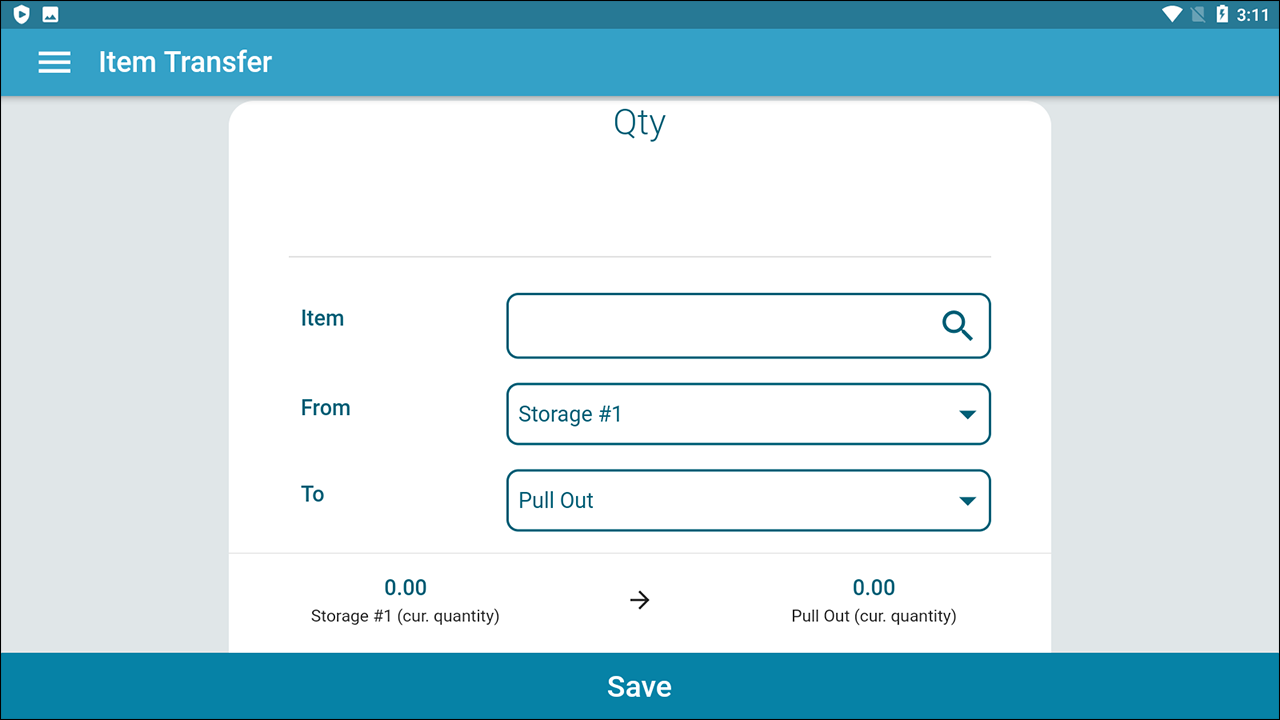 3:11
Item Transfer
Qty
Item
From
Storage #1
To
Pull Out
0.00
0.00
Storage #1 (cur. quantity)
Pull Out (cur. quantity)
Save